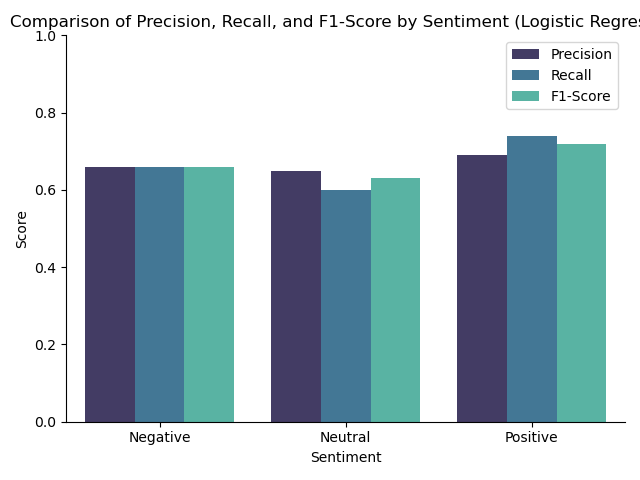 Comparison of Precision, Recall, and F1-Score by Sentiment (Logistic Regres
1.0
0.8
0.6
0.4
0.2
0.0
Score
Precision
Recall
F1-Score
Negative
Neutral
Positive
Sentiment